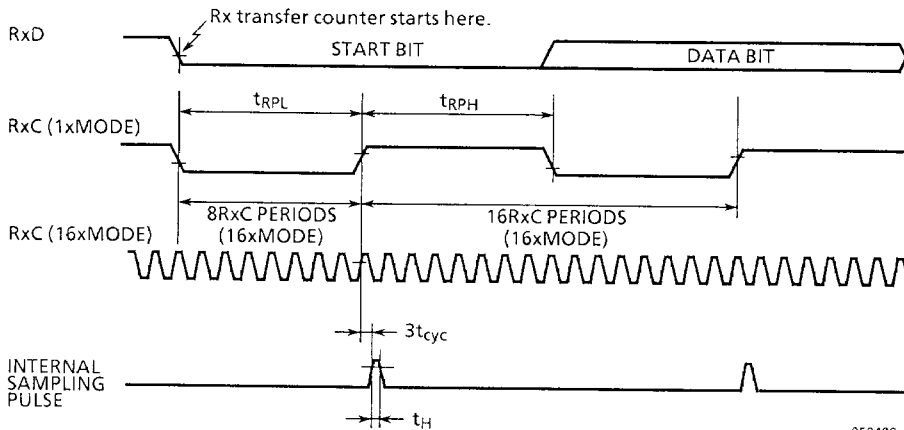 Rx transfer counter starts here.
RxD
START BIT
DATA BIT
tRPL
tRPH
RxC (1xMODE)
8RxC PERIODS
(16xMODE)
16RxC PERIODS
(16xMODE)
RxC (16xMODE)
3tcyc
INTERNAL
SAMPLING
PULSE
tH